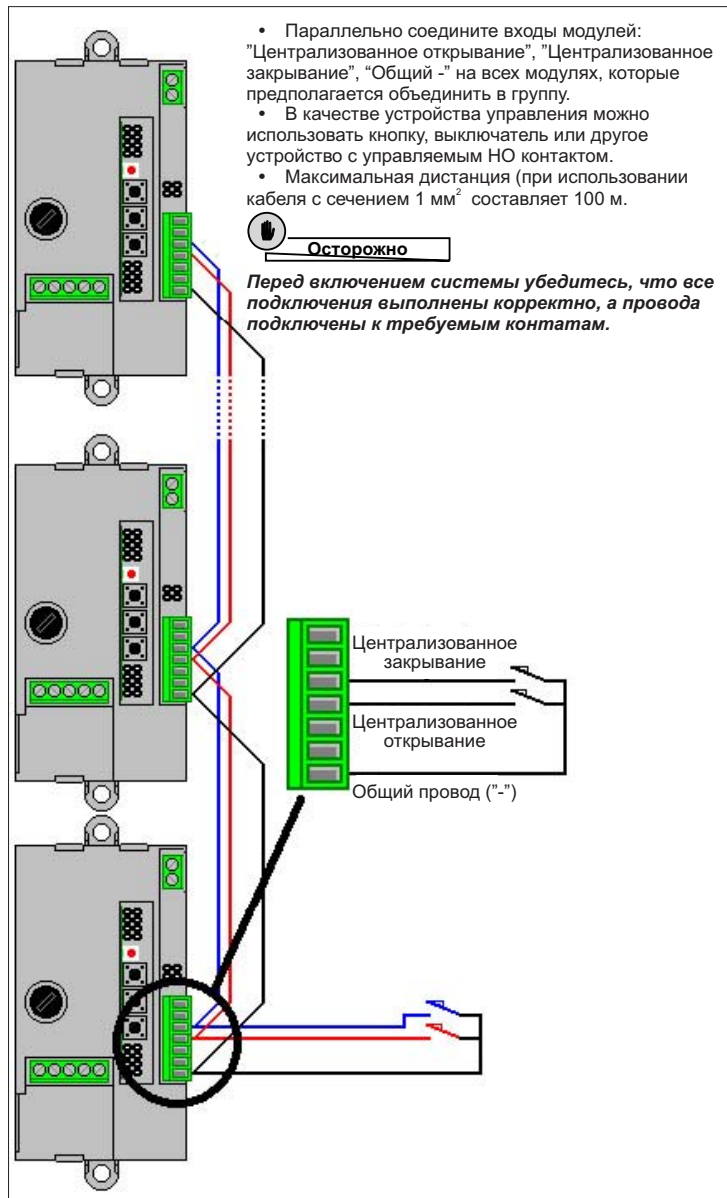 • Параллельно соедините входы модулей:
"Централизованное открывание", "Централизованное
закрывание", “Общий -" на всех модулях, которые
предполагается объединить в группу.
• В качестве устройства управления можно
использовать кнопку, выключатель или другое
устройство с управляемым НО контактом.
• Максимальная дистанция (при использовании
кабеля с сечением 1 мм² составляет 100 м.
Осторожно
Перед включением системы убедитесь, что все
подключения выполнены корректно, а провода
подключены к требуемым контатам.
Централизованное
закрывание
Централизованное
открывание
Общий провод ("-")